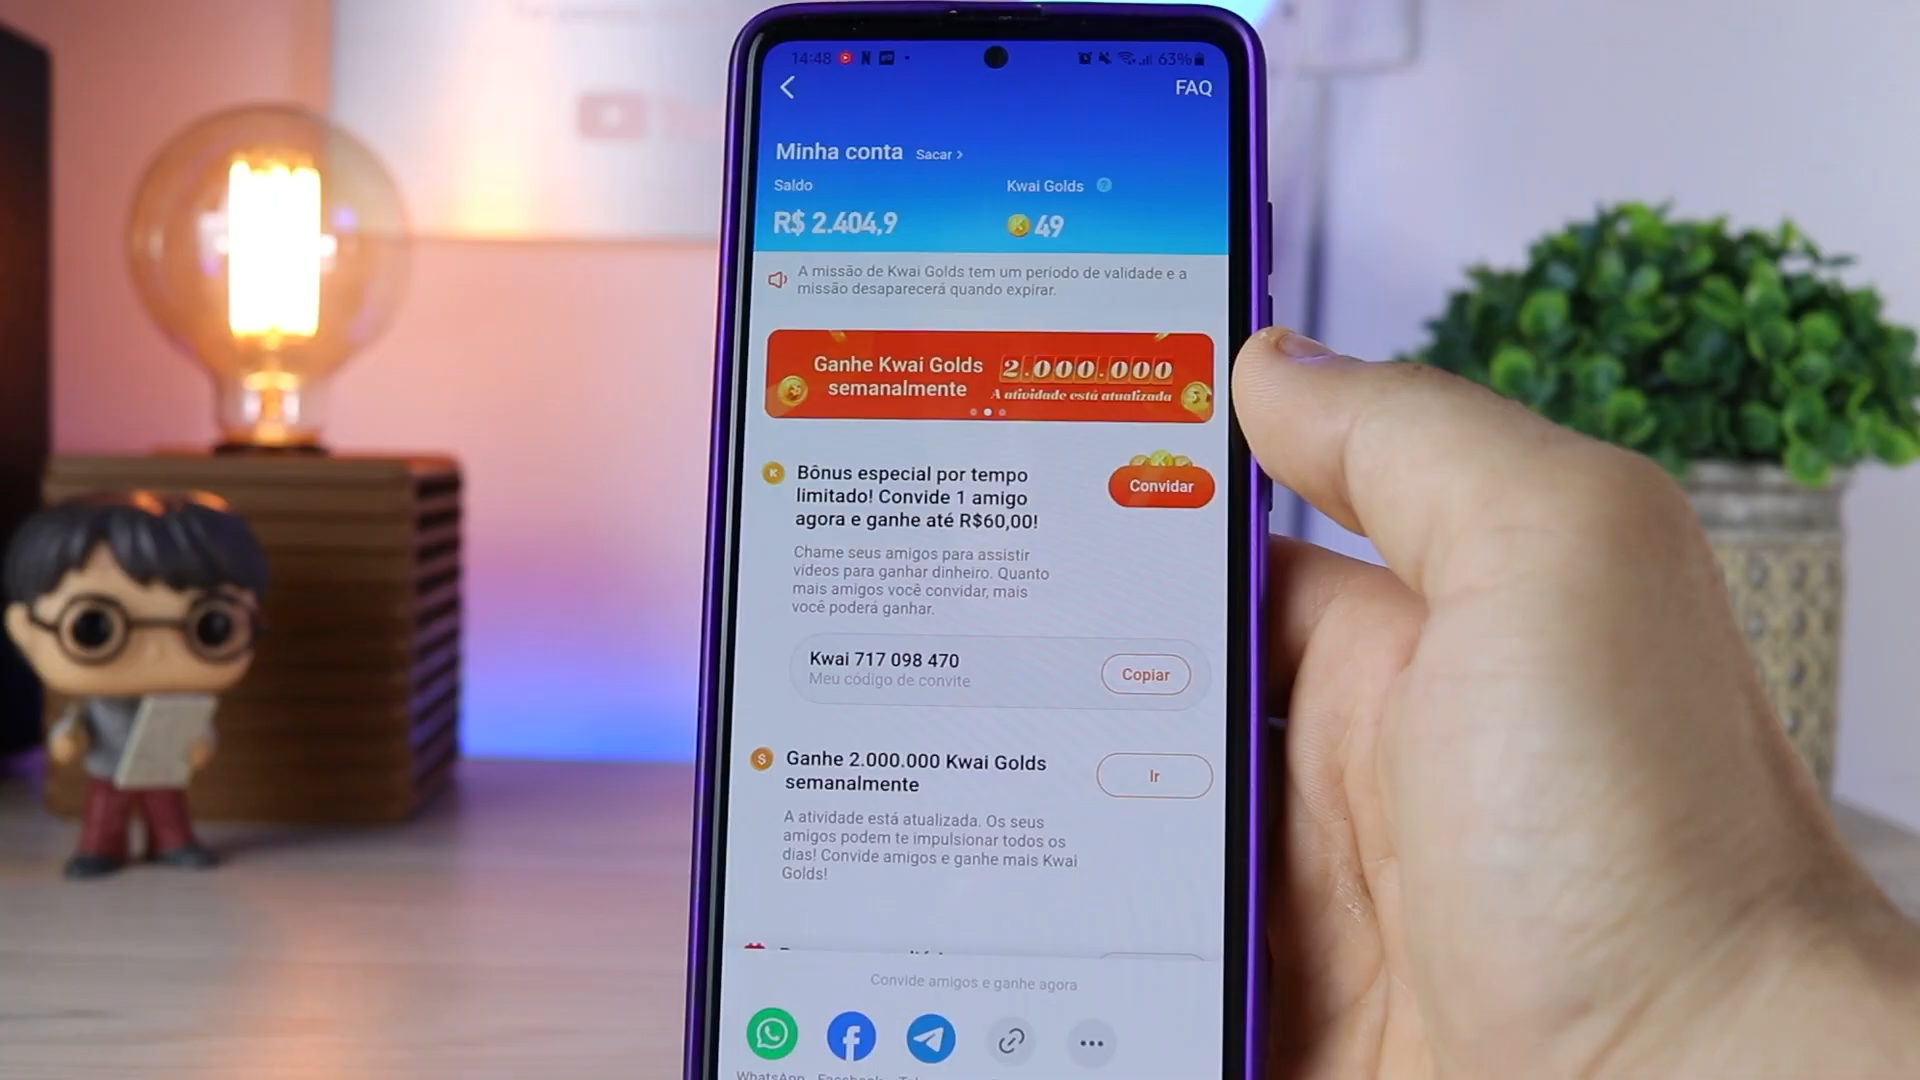 14:48
63%
FAQ
Minha conta Sacar >
Saldo
Kwai Golds ?
R$ 2.404,9
49
A missão de Kwai Golds tem um período de validade e a
missão desaparecerá quando expirar.
Ganhe Kwai Golds
semanalmente
2.000.000
A atividade está atualizada
Bônus especial por tempo
limitado! Convide 1 amigo
agora e ganhe até R$60,00!
Convidar
Chame seus amigos para assistir
vídeos para ganhar dinheiro. Quanto
mais amigos você convidar, mais
você poderá ganhar.
Kwai 717 098 470
Meu código de convite
Copiar
Ganhe 2.000.000 Kwai Golds
semanalmente
Ir
A atividade está atualizada. Os seus
amigos podem te impulsionar todos os
dias! Convide amigos e ganhe mais Kwai
Golds!
Convide amigos e ganhe agora
WhatsApp Facebook